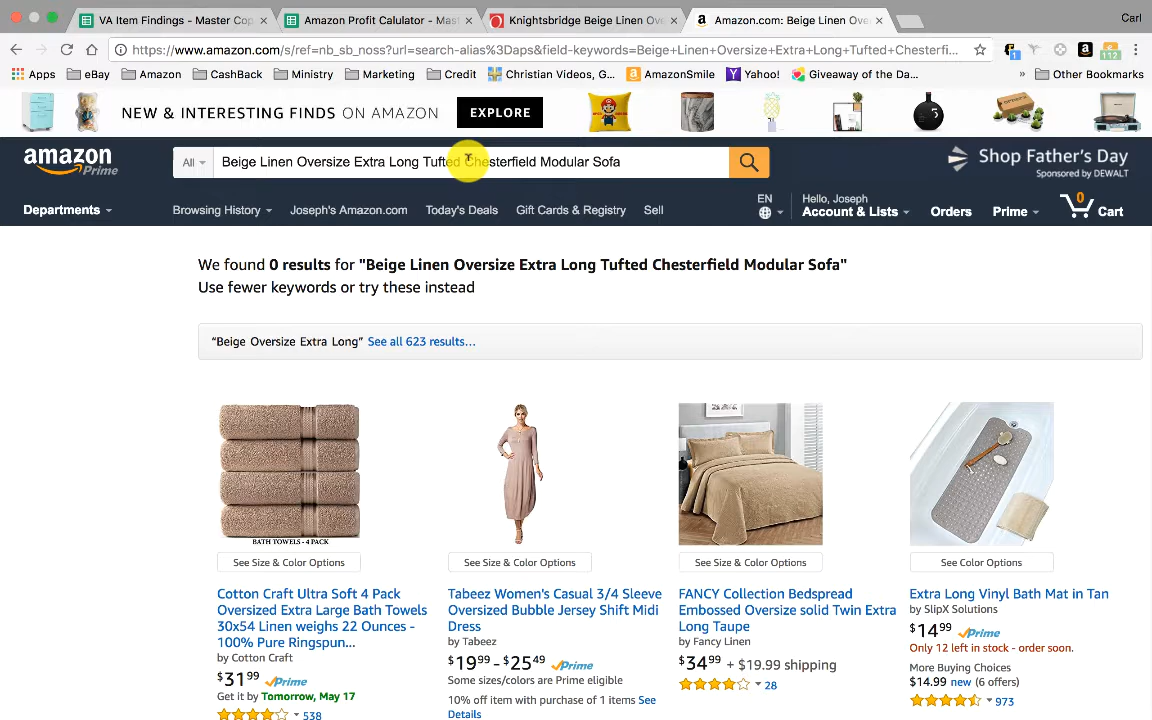 VA Item Findings - Master Cop
Amazon Profit Calulator - Mas
Knightsbridge Beige Linen Ov
Amazon.com: Beige Linen Ove
Carl
https://www.amazon.com/s/ref=nb_sb_noss?url=search-alias%3Daps&field-keywords=Beige+Linen+Oversize+Extra+Long+Tufted+Chesterfi...
1
112
Apps eBay Amazon CashBack Ministry Marketing Credit Christian Videos, G... AmazonSmile Yahoo! Giveaway of the Da... » Other Bookmarks
NEW & INTERESTING FINDS ON AMAZON EXPLORE
amazon Prime
All Beige Linen Oversize Extra Long Tufted Chesterfield Modular Sofa
Shop Father's Day
Sponsored by DEWALT
Departments Browsing History Joseph's Amazon.com Today's Deals Gift Cards & Registry Sell
EN
Hello, Joseph
Account & Lists Orders Prime 0 Cart
We found 0 results for "Beige Linen Oversize Extra Long Tufted Chesterfield Modular Sofa"
Use fewer keywords or try these instead
"Beige Oversize Extra Long" See all 623 results...
BATH TOWELS - 4 PACK
See Size & Color Options
Cotton Craft Ultra Soft 4 Pack
Oversized Extra Large Bath Towels
30x54 Linen weighs 22 Ounces -
100% Pure Ringspun...
by Cotton Craft
$31.99 Prime
Get it by Tomorrow, May 17
538
See Size & Color Options
Tabeez Women's Casual 3/4 Sleeve
Oversized Bubble Jersey Shift Midi
Dress
by Tabeez
$19.99 - $25.49 Prime
Some sizes/colors are Prime eligible
10% off item with purchase of 1 items See
Details
See Size & Color Options
FANCY Collection Bedspread
Embossed Oversize solid Twin Extra
Long Taupe
by Fancy Linen
$34.99 + $19.99 shipping
28
See Color Options
Extra Long Vinyl Bath Mat in Tan
by SlipX Solutions
$14.99 Prime
Only 12 left in stock - order soon.
More Buying Choices
$14.99 new (6 offers)
973